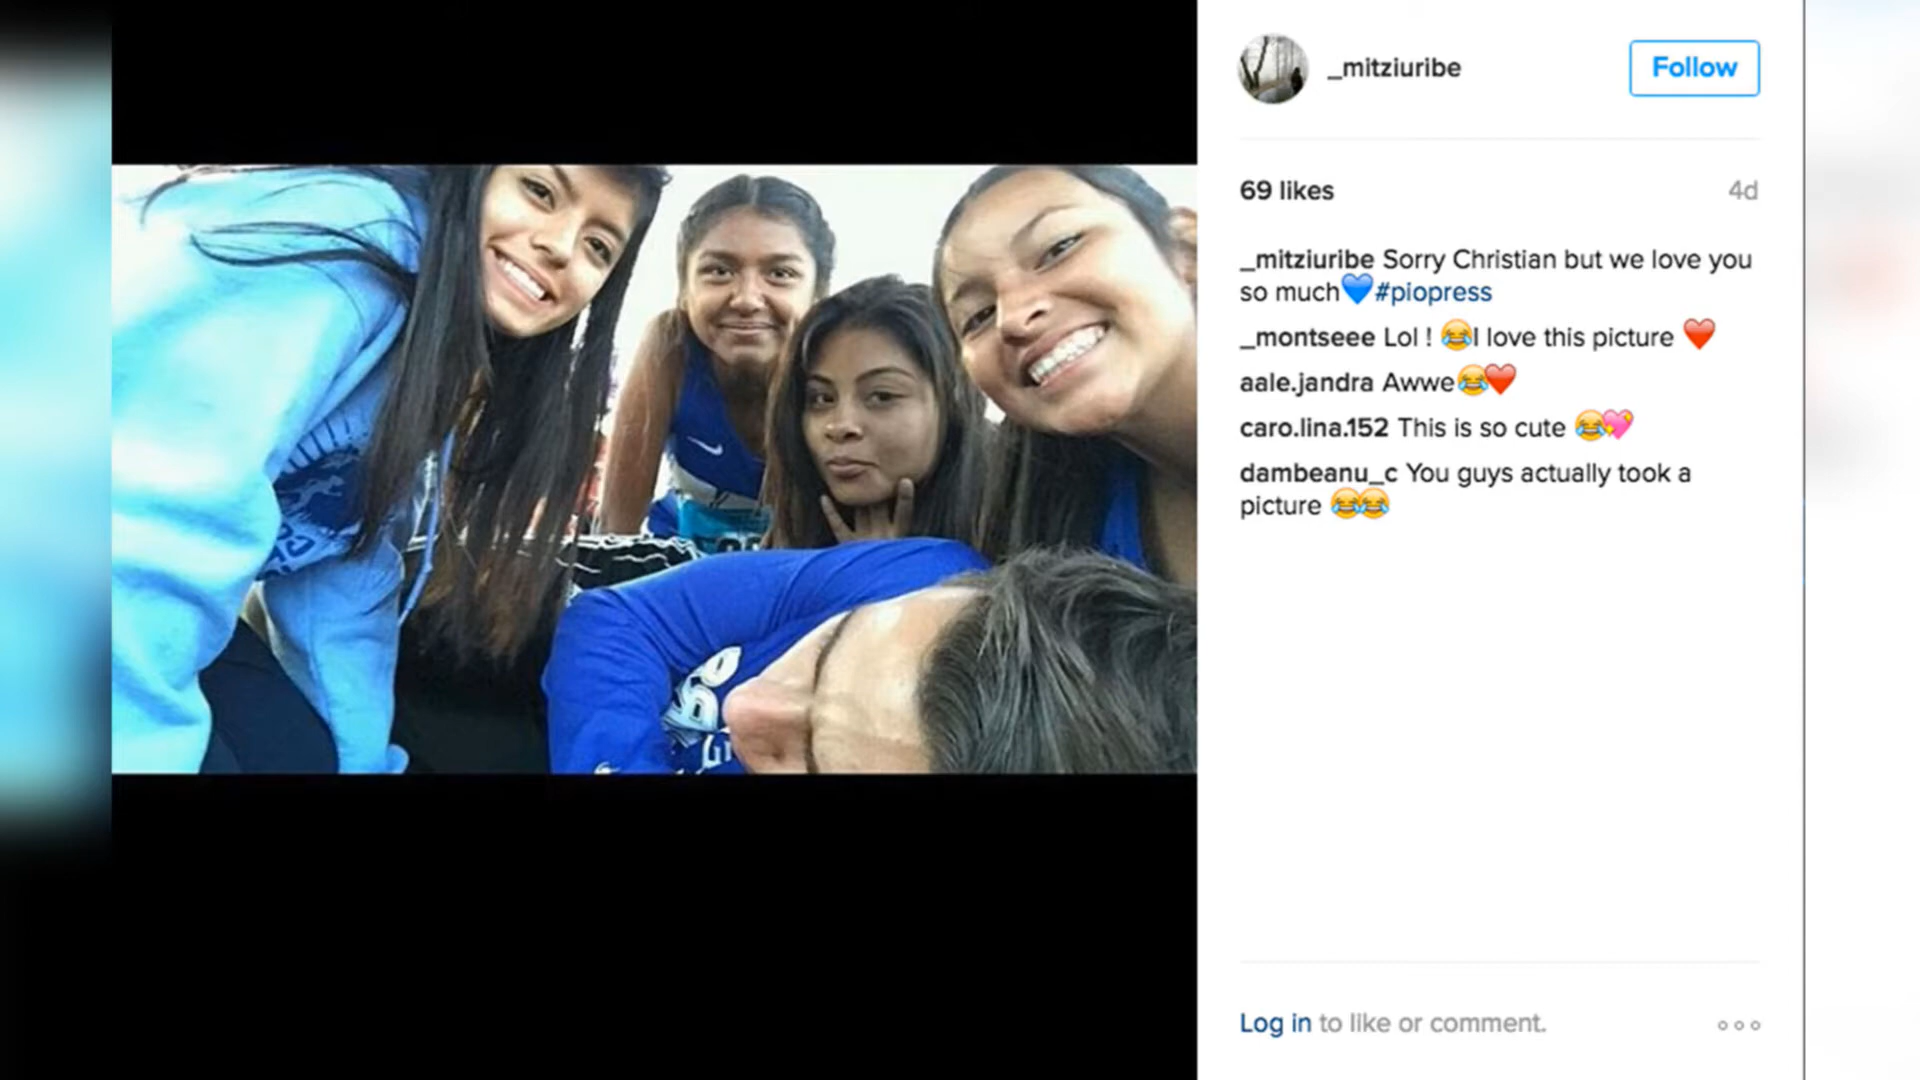 _mitziuribe
Follow
69 likes
4d
_mitziuribe Sorry Christian but we love you
so much💙#piopress
_montseee Lol ! 😂I love this picture ❤️
aale.jandra Awwe😂❤️
caro.lina.152 This is so cute 😂💖
dambeanu_c You guys actually took a
picture 😂😂
Log in to like or comment.